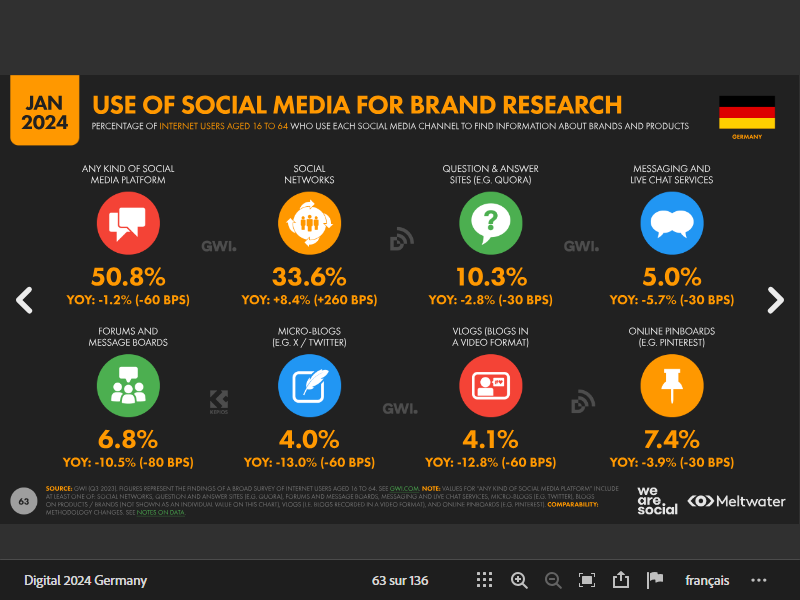 JAN
2024
USE OF SOCIAL MEDIA FOR BRAND RESEARCH
PERCENTAGE OF INTERNET USERS AGED 16 TO 64 WHO USE EACH SOCIAL MEDIA CHANNEL TO FIND INFORMATION ABOUT BRANDS AND PRODUCTS
GERMANY
ANY KIND OF SOCIAL
MEDIA PLATFORM
50.8%
YOY: -1.2% (-60 BPS)
SOCIAL
NETWORKS
33.6%
YOY: +8.4% (+260 BPS)
QUESTION & ANSWER
SITES (E.G. QUORA)
?
10.3%
YOY: -2.8% (-30 BPS)
MESSAGING AND
LIVE CHAT SERVICES
5.0%
YOY: -5.7% (-30 BPS)
GWI.
GWI.
FORUMS AND
MESSAGE BOARDS
6.8%
YOY: -10.5% (-80 BPS)
MICRO-BLOGS
(E.G. X / TWITTER)
4.0%
YOY: -13.0% (-60 BPS)
VLOGS (BLOGS IN
A VIDEO FORMAT)
4.1%
YOY: -12.8% (-60 BPS)
ONLINE PINBOARDS
(E.G. PINTEREST)
7.4%
YOY: -3.9% (-30 BPS)
KEPIOS
GWI.
63
SOURCE: GWI (Q3 2023). FIGURES REPRESENT THE FINDINGS OF A BROAD SURVEY OF INTERNET USERS AGED 16 TO 64. SEE GWI.COM. NOTE: VALUES FOR "ANY KIND OF SOCIAL MEDIA PLATFORM" INCLUDE
AT LEAST ONE OF: SOCIAL NETWORKS, QUESTION AND ANSWER SITES (E.G. QUORA), FORUMS AND MESSAGE BOARDS, MESSAGING AND LIVE CHAT SERVICES, MICRO-BLOGS (E.G. TWITTER), BLOGS
ON PRODUCTS / BRANDS (NOT SHOWN AS AN INDIVIDUAL VALUE ON THIS CHART), VLOGS (I.E. BLOGS RECORDED IN A VIDEO FORMAT), AND ONLINE PINBOARDS (E.G. PINTEREST). COMPARABILITY:
METHODOLOGY CHANGES. SEE NOTES ON DATA.
we
are.
social
Meltwater
Digital 2024 Germany
63 sur 136
français